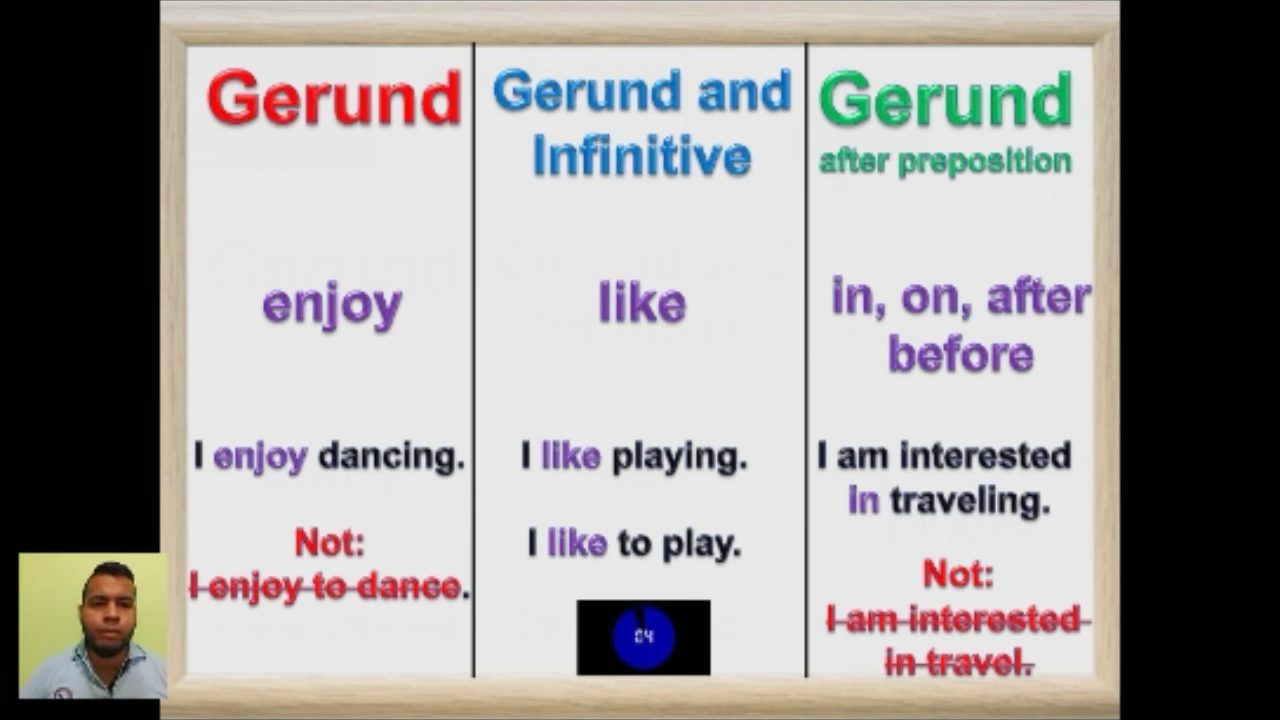 Gerund
enjoy
I enjoy dancing.
Not:
I enjoy to dance.
Gerund and
Infinitive
like
I like playing.
I like to play.
04
Gerund
after preposition
in, on, after
before
I am interested
in traveling.
Not:
I am interested
in travel.